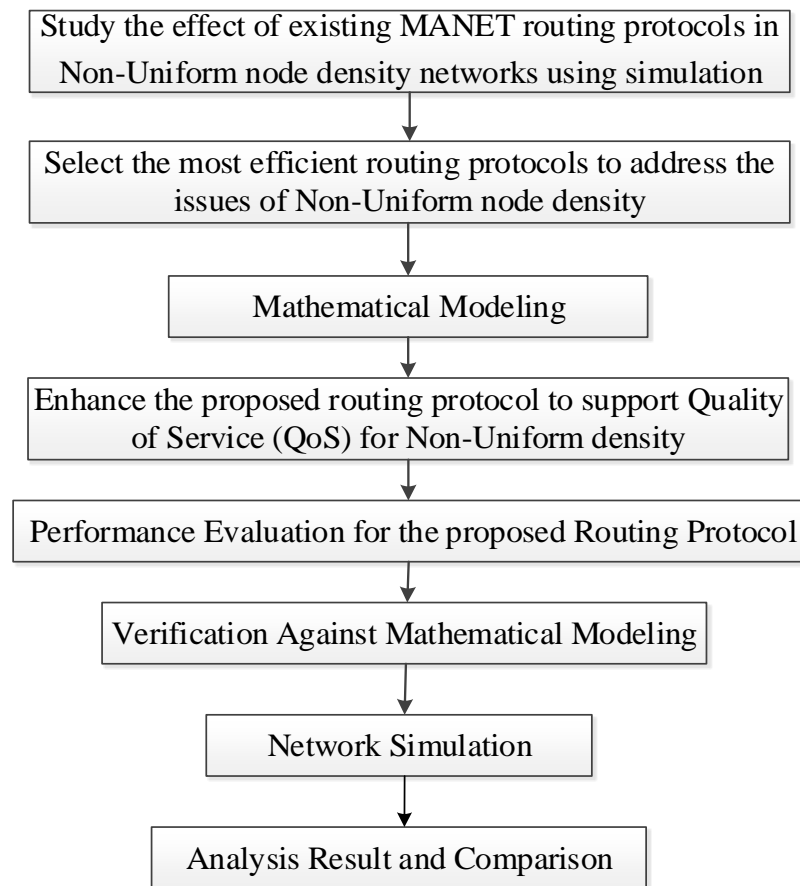 Study the effect of existing MANET routing protocols in
Non-Uniform node density networks using simulation
Select the most efficient routing protocols to address the
issues of Non-Uniform node density
Mathematical Modeling
Enhance the proposed routing protocol to support Quality
of Service (QoS) for Non-Uniform density
Performance Evaluation for the proposed Routing Protocol
Verification Against Mathematical Modeling
Network Simulation
Analysis Result and Comparison